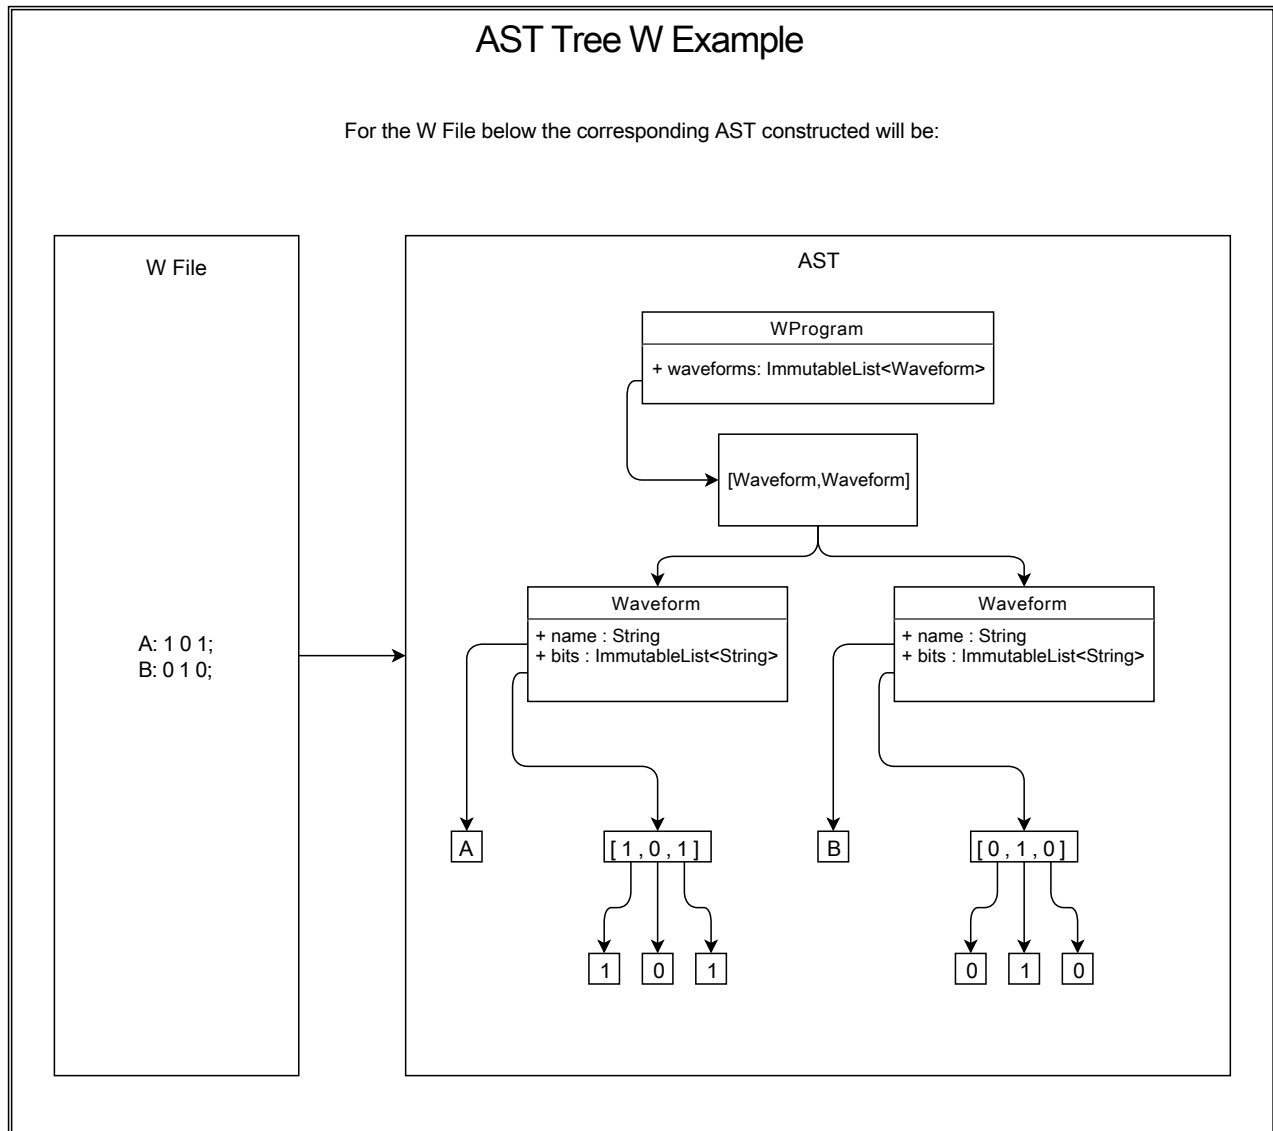 AST Tree W Example
For the W File below the corresponding AST constructed will be:
W File
A: 1 0 1;
B: 0 1 0;
AST
WProgram
+ waveforms: ImmutableList<Waveform>
[Waveform,Waveform]
Waveform
+ name : String
+ bits : ImmutableList<String>
Waveform
+ name : String
+ bits : ImmutableList<String>
A
[ 1 , 0 , 1 ]
B
[ 0 , 1 , 0 ]
1
0
1
0
1
0